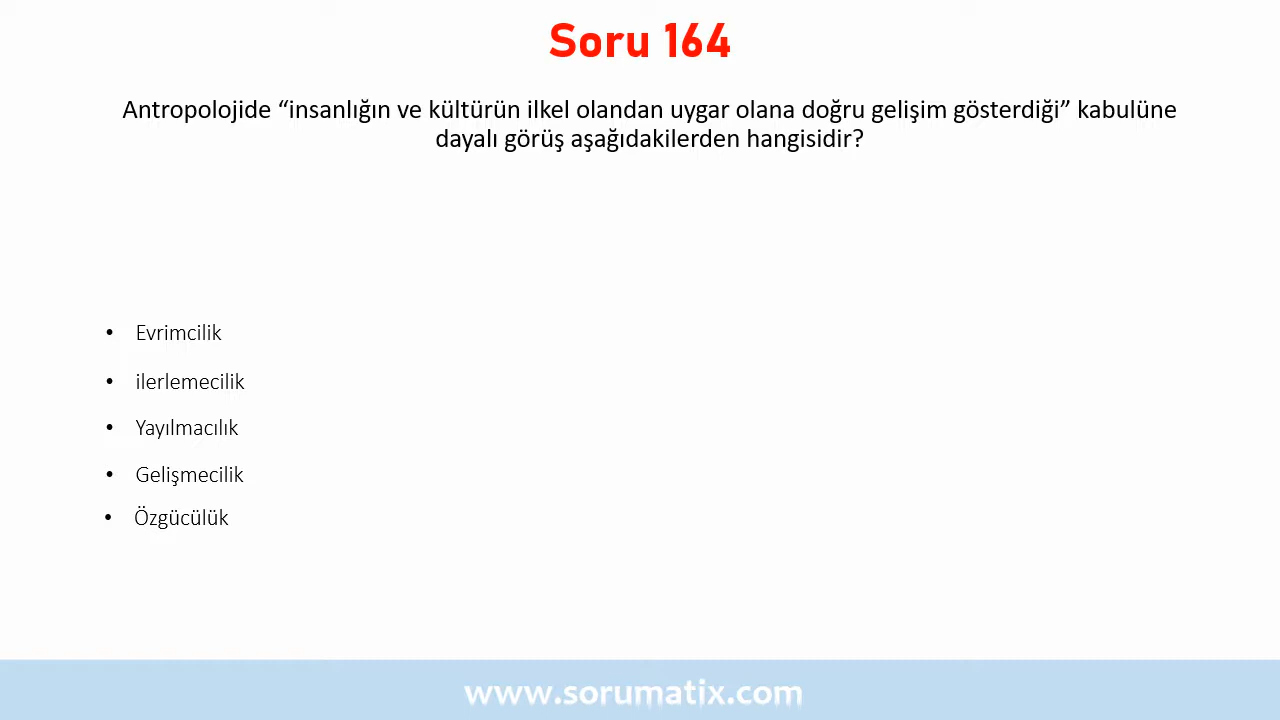 Soru 164
Antropolojide “insanlığın ve kültürün ilkel olandan uygar olana doğru gelişim gösterdiği” kabulüne
dayalı görüş aşağıdakilerden hangisidir?
• Evrimcilik
• ilerlemecilik
• Yayılmacılık
• Gelişmecilik
• Özgücülük
www.sorumatix.com